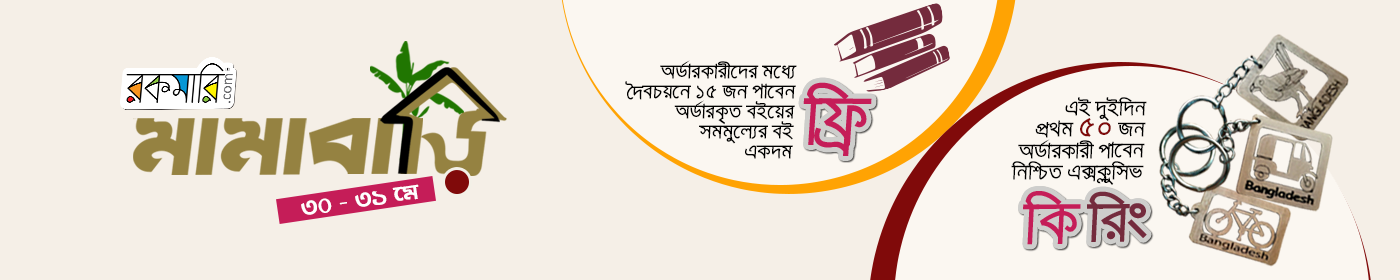 রকমারি
.com
মামাবাড়ি
৩০ - ৩১ মে
অর্ডারকারীদের মধ্যে
দৈবচয়নে ১৫ জন পাবেন
অর্ডারকৃত বইয়ের
সমমুল্যের বই
একদম
ফ্রি
এই দুইদিন
প্রথম ৫০ জন
অর্ডারকারী পাবেন
নিশ্চিত এক্সক্লুসিভ
কি রিং
BANGLADESH
Bangladesh
Bangladesh